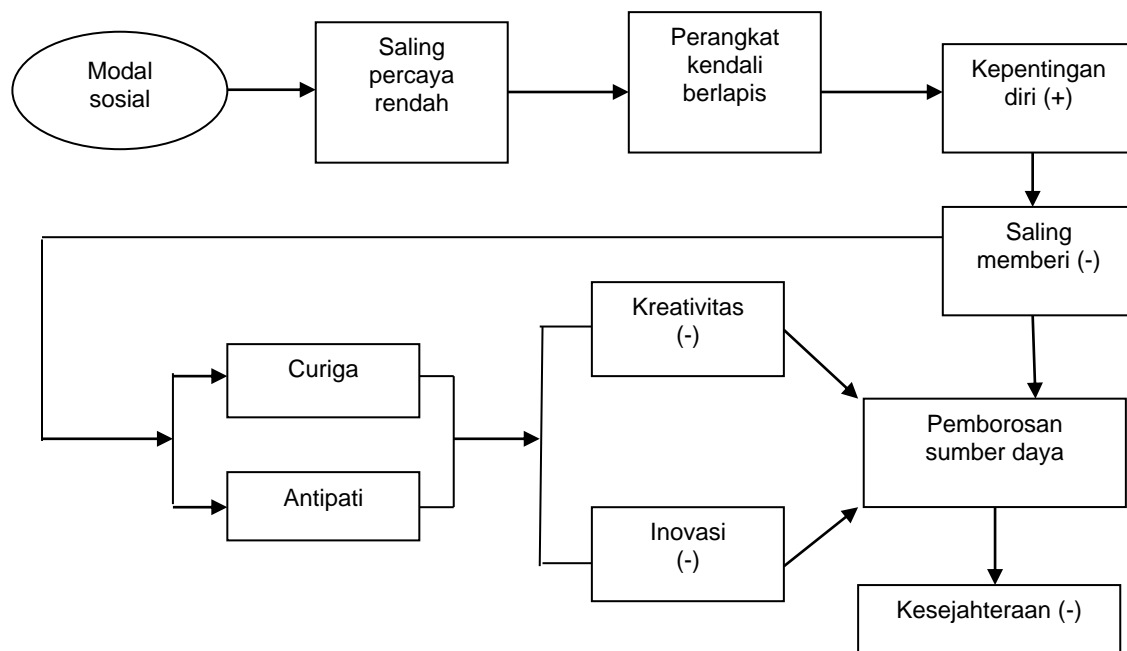 Modal
sosial
Saling
percaya
rendah
Perangkat
kendali
berlapis
Kepentingan
diri (+)
Saling
memberi (-)
Kreativitas
(-)
Curiga
Pemborosan
sumber daya
Antipati
Inovasi
(-)
Kesejahteraan (-)